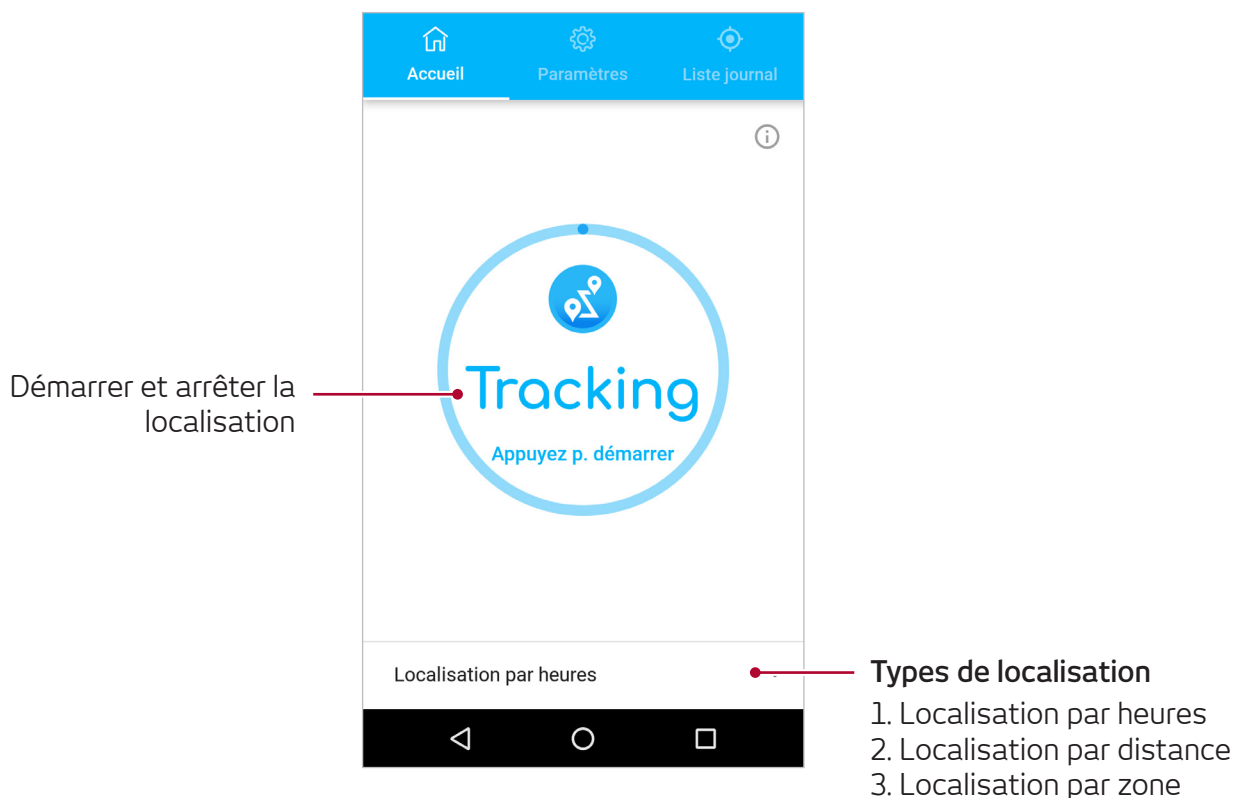 Accueil
Paramètres
Liste journal
Tracking
Appuyez p. démarrer
Démarrer et arrêter la
localisation
Localisation par heures
Types de localisation
1. Localisation par heures
2. Localisation par distance
3. Localisation par zone